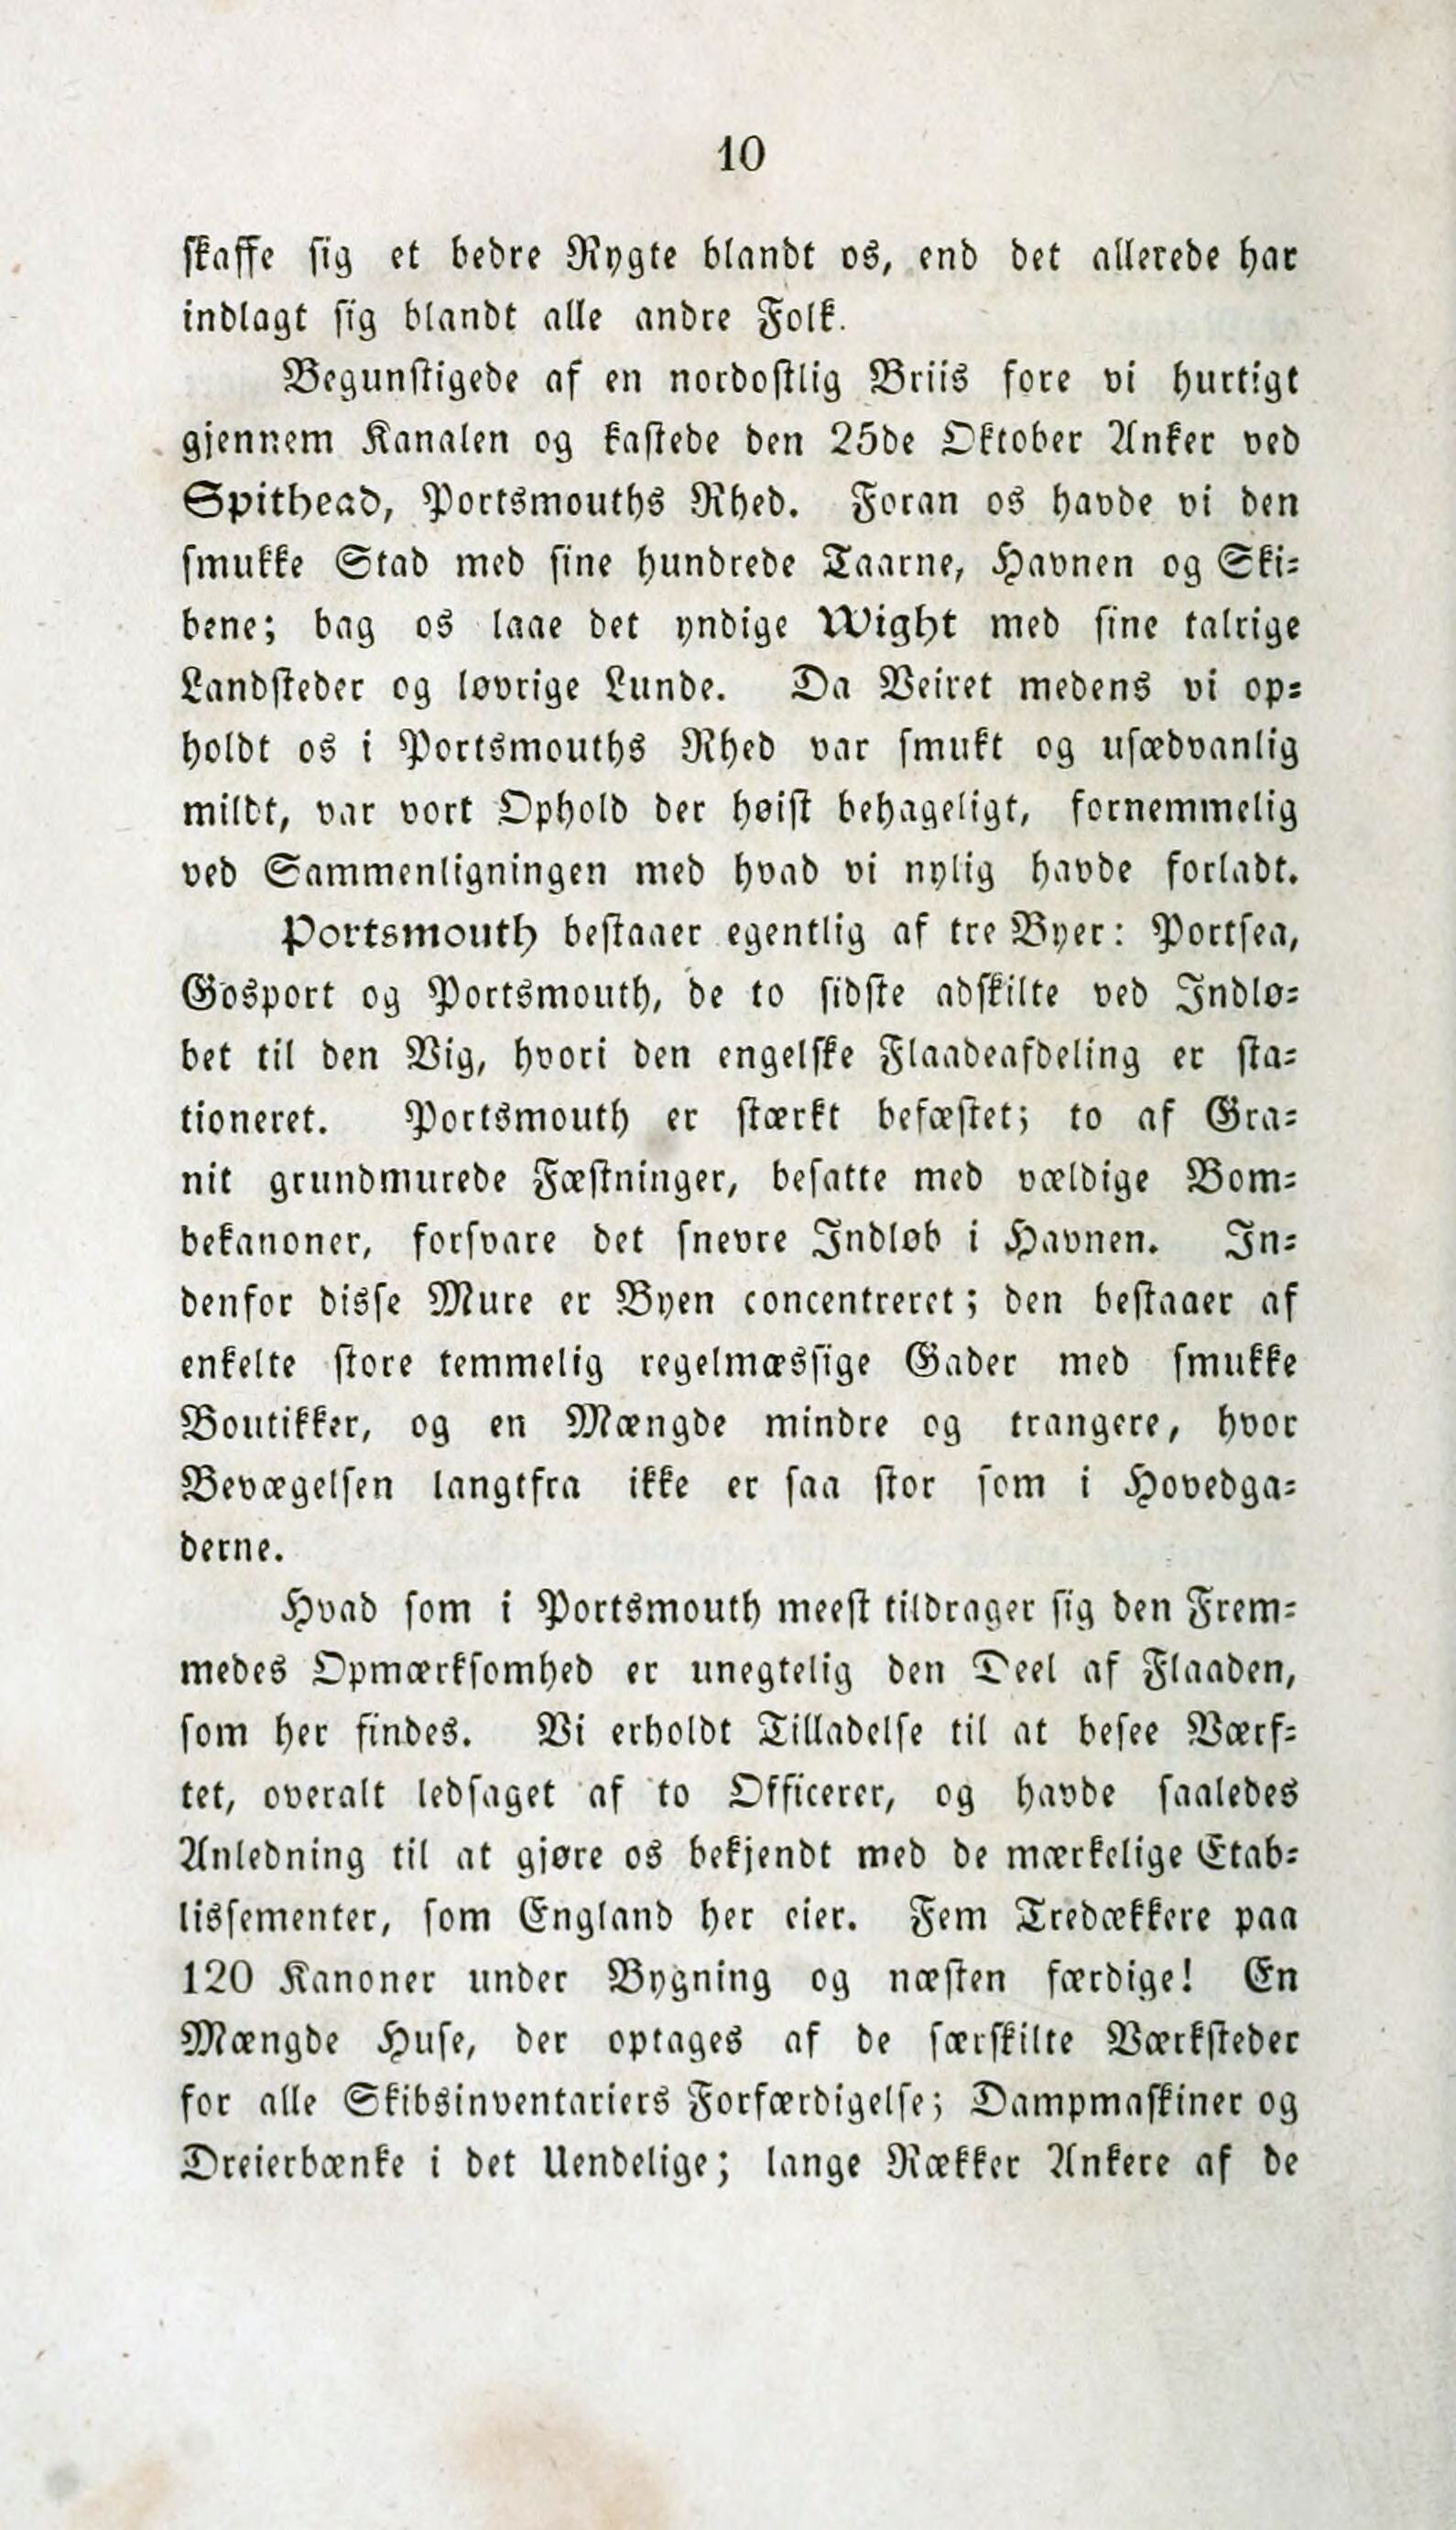 10
skaffe sig et bedre Rygte blandt os, end det allerede har
indlagt sig blandt alle andre Folk.
Begunstigede af en nordostlig Briis fore vi hurtigt
gjennem Kanalen og kastede den 25de Oktober Anker ved
Spithead, Portsmouths Rhed. Foran os havde vi den
smukke Stad med sine hundrede Taarne, Havnen og Ski-
bene; bag os laae det yndige Wight med sine talrige
Landsteder og løvrige Lunde. Da Veiret medens vi op-
holdt os i Portsmouths Rhed var smukt og usædvanlig
mildt, var vort Ophold der høist behageligt, fornemmelig
ved Sammenligningen med hvad vi nylig havde forladt.
Portsmouth bestaaer egentlig af tre Byer: Portsea,
Gosport og Portsmouth, de to sidste adskilte ved Indlø-
bet til den Vig, hvori den engelske Flaadeafdeling er sta-
tioneret. Portsmouth er stærkt befæstet; to af Gra-
nit grundmurede Fæstninger, besatte med vældige Bom-
bekanoner, forsvare det snevre Indløb i Havnen. In-
denfor disse Mure er Byen concentreret; den bestaaer af
enkelte store temmelig regelmæssige Gader med smukke
Boutikker, og en Mængde mindre og trangere, hvor
Bevægelsen langtfra ikke er saa stor som i Hovedga-
derne.
Hvad som i Portsmouth meest tildrager sig den Frem-
medes Opmærksomhed er unegtelig den Deel af Flaaden,
som her findes. Vi erholdt Tilladelse til at besee Værf-
tet, overalt ledsaget af to Officerer, og havde saaledes
Anledning til at gjøre os bekjendt med de mærkelige Etab-
lissementer, som England her eier. Fem Tredækkere paa
120 Kanoner under Bygning og næsten færdige! En
Mængde Huse, der optages af de særskilte Værksteder
for alle Skibsinventariers Forfærdigelse; Dampmaskiner og
Dreierbænke i det Uendelige; lange Rækker Ankere af de